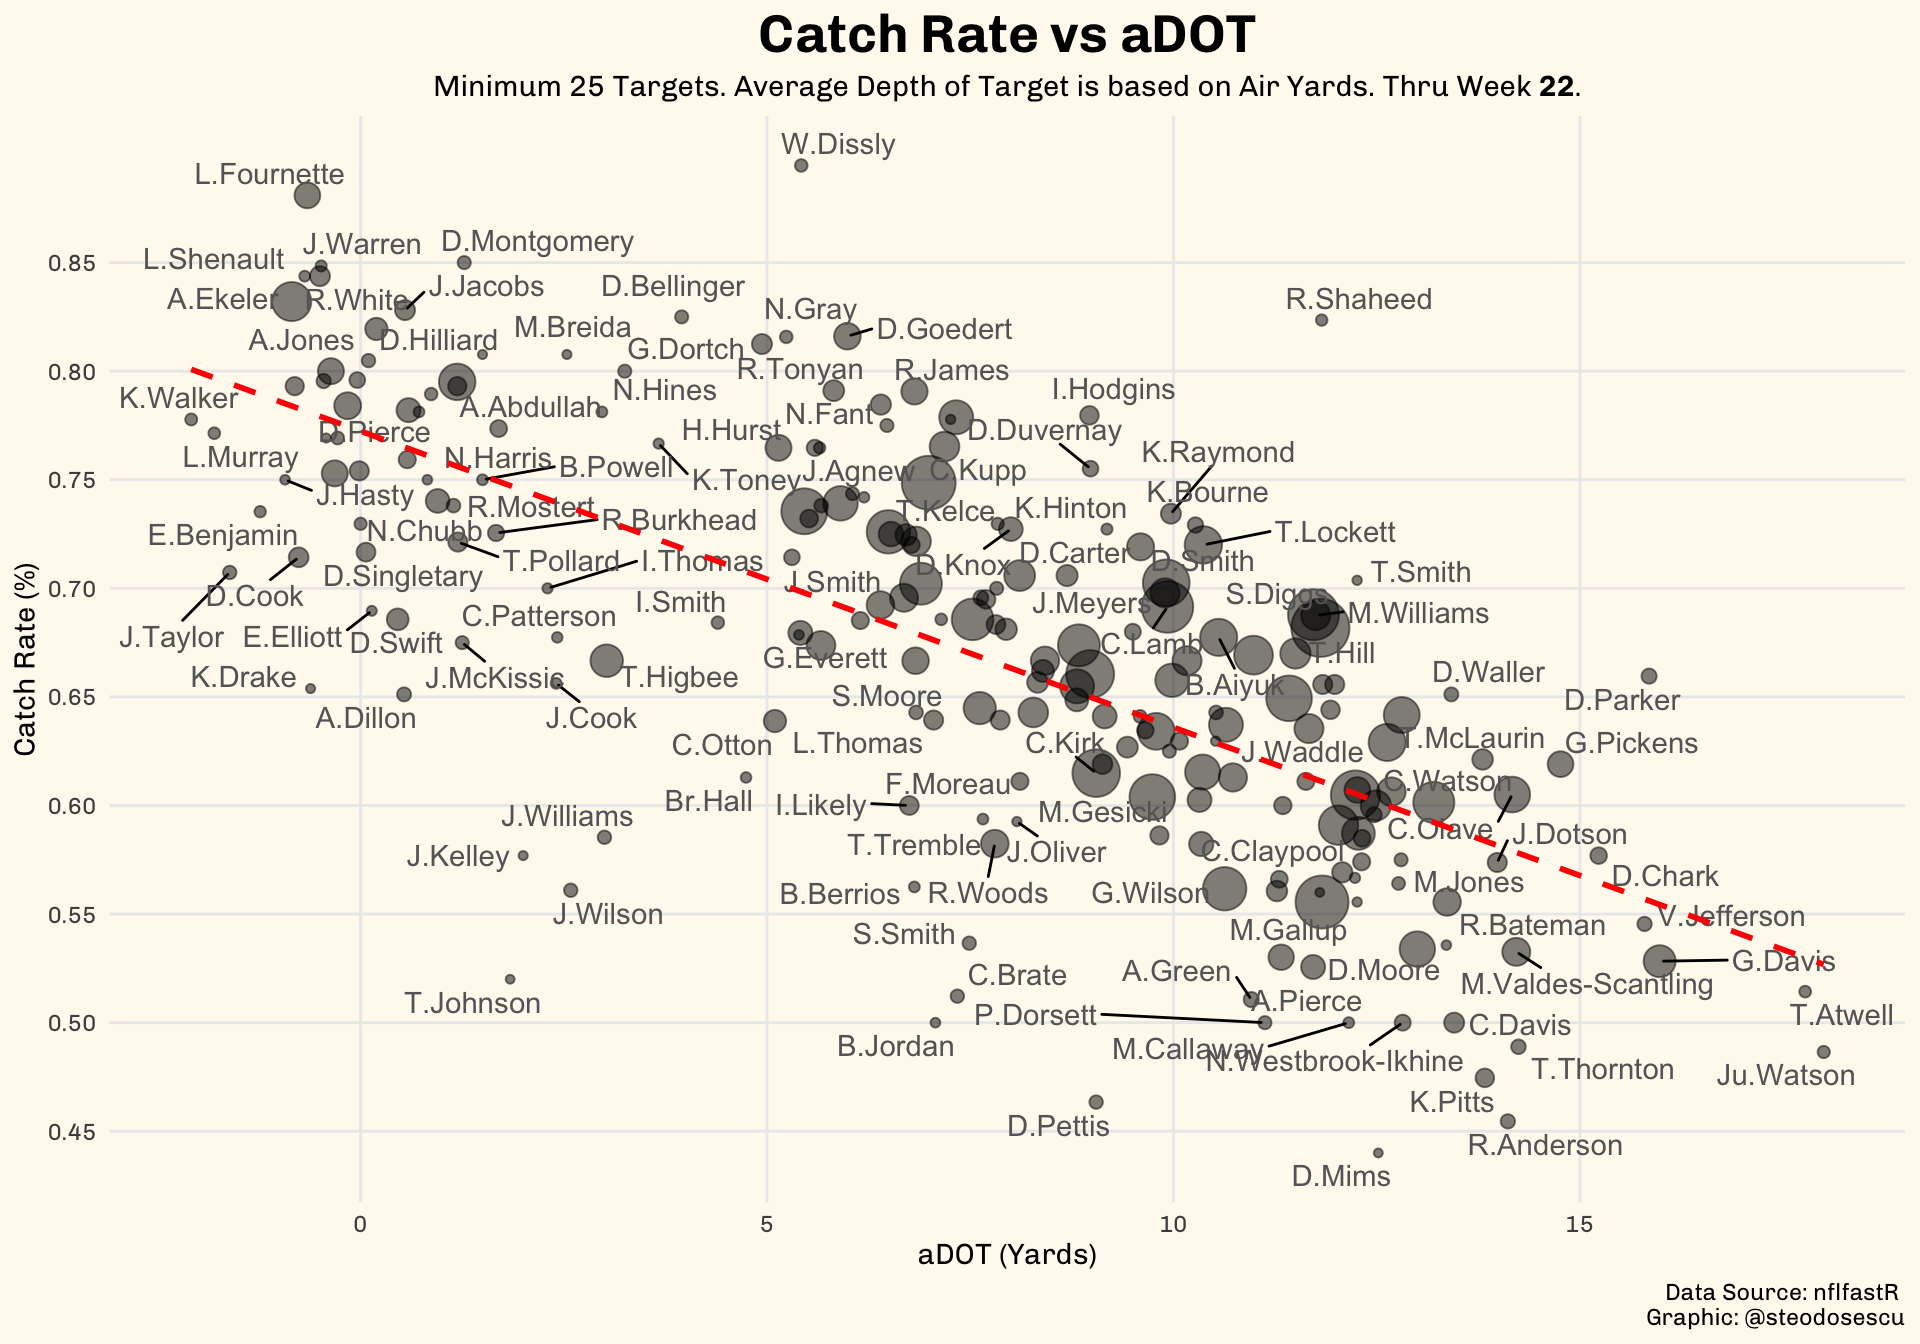 Catch Rate vs aDOT
Minimum 25 Targets. Average Depth of Target is based on Air Yards. Thru Week 22.
W.Dissly
L.Fournette
J.Warren
D.Montgomery
L.Shenault
J.Jacobs
D.Bellinger
A.Ekeler
R.White
R.Shaheed
N.Gray
M.Breida
D.Goedert
A.Jones
D.Hilliard
G.Dortch
R.Tonyan
R.James
N.Hines
I.Hodgins
K.Walker
A.Abdullah
N.Fant
D.Pierce
H.Hurst
D.Duvernay
K.Raymond
L.Murray
N.Harris
B.Powell
J.Agnew
C.Kupp
K.Toney
K.Bourne
J.Hasty
R.Mostert
T.Kelce
K.Hinton
R.Burkhead
E.Benjamin
N.Chubb
T.Lockett
T.Pollard
I.Thomas
D.Knox
D.Carter
D.Smith
D.Singletary
J.Smith
T.Smith
D.Cook
I.Smith
J.Meyers
S.Diggs
M.Williams
C.Patterson
J.Taylor
E.Elliott
D.Swift
C.Lamb
T.Hill
G.Everett
K.Drake
J.McKissic
T.Higbee
D.Waller
B.Aiyuk
S.Moore
D.Parker
A.Dillon
J.Cook
C.Otton
L.Thomas
C.Kirk
J.Waddle
T.McLaurin
G.Pickens
F.Moreau
C.Watson
Br.Hall
I.Likely
M.Gesicki
J.Williams
C.Olave
J.Dotson
J.Kelley
T.Tremble
J.Oliver
C.Claypool
D.Chark
B.Berrios
R.Woods
G.Wilson
M.Jones
J.Wilson
V.Jefferson
S.Smith
M.Gallup
R.Bateman
C.Brate
A.Green
D.Moore
G.Davis
M.Valdes-Scantling
T.Johnson
A.Pierce
P.Dorsett
T.Atwell
C.Davis
B.Jordan
M.Callaway
N.Westbrook-Ikhine
T.Thornton
Ju.Watson
K.Pitts
D.Pettis
R.Anderson
D.Mims
Catch Rate (%)
0.85
0.80
0.75
0.70
0.65
0.60
0.55
0.50
0.45
0
5
10
15
aDOT (Yards)
Data Source: nflfastR
Graphic: @steodosescu